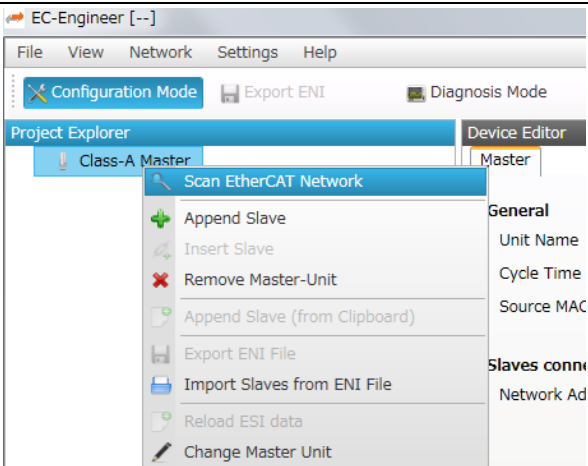 EC-Engineer [--]
File View Network Settings Help
Configuration Mode Export ENI Diagnosis Mode
Project Explorer
Class-A Master
Scan EtherCAT Network
Append Slave
Insert Slave
Remove Master-Unit
Append Slave (from Clipboard)
Export ENI File
Import Slaves from ENI File
Reload ESI data
Change Master Unit
Device Editor
Master
General
Unit Name
Cycle Time
Source MAC
Slaves conne
Network Ad